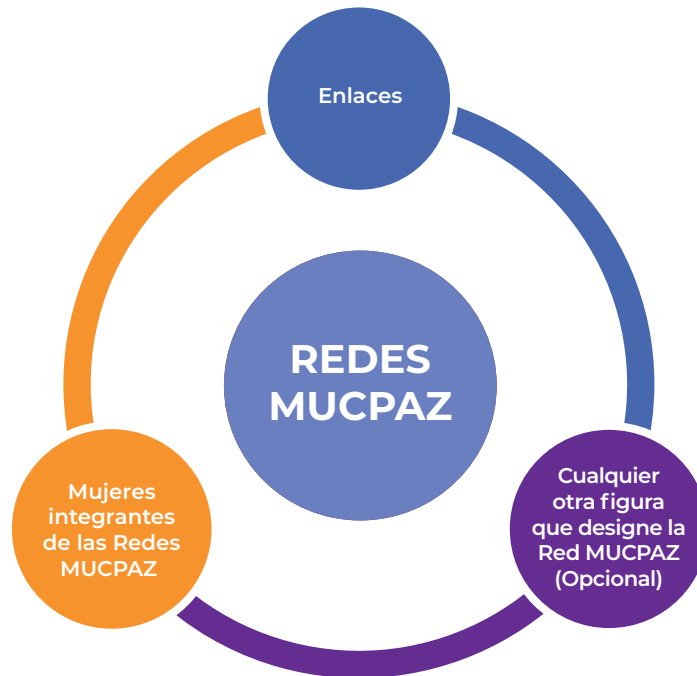 Enlaces
REDES
MUCPAZ
Mujeres
integrantes
de las Redes
MUCPAZ
Cualquier
otra figura
que designe la
Red MUCPAZ
(Opcional)